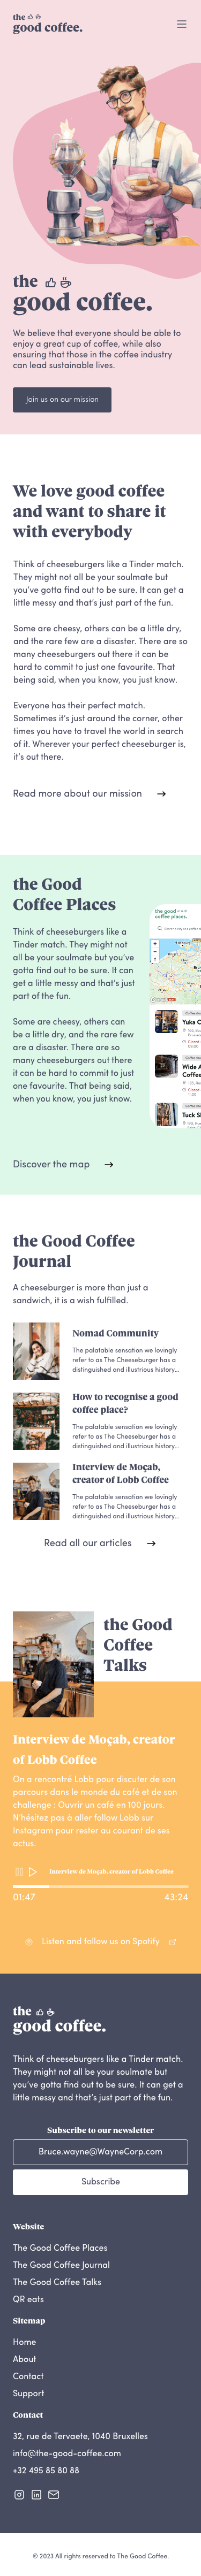 the
good coffee.
the
good coffee.
We believe that everyone should be able to
enjoy a great cup of coffee, while also
ensuring that those in the coffee industry
can lead sustainable lives.
Join us on our mission
We love good coffee
and want to share it
with everybody
Think of cheeseburgers like a Tinder match.
They might not all be your soulmate but
you've gotta find out to be sure. It can get a
little messy and that's just part of the fun.
Some are cheesy, others can be a little dry,
and the rare few are a disaster. There are so
many cheeseburgers out there it can be
hard to commit to just one favourite. That
being said, when you know, you just know.
Everyone has their perfect match.
Sometimes it's just around the corner, other
times you have to travel the world in search
of it. Wherever your perfect cheeseburger is,
it's out there.
Read more about our mission
the Good
Coffee Places
Think of cheeseburgers like a
Tinder match. They might not
all be your soulmate but you've
gotta find out to be sure. It can
get a little messy and that's just
part of the fun.
Some are cheesy, others can
be a little dry, and the rare few
are a disaster. There are so
many cheeseburgers out there
it can be hard to commit to just
one favourite. That being said,
when you know, you just know.
Discover the map
the good
coffee places.
Yuka C
Wide A
Coffee
Tuck S
the Good Coffee
Journal
A cheeseburger is more than just a
sandwich, it is a wish fulfilled.
Nomad Community
The palatable sensation we lovingly
refer to as The Cheeseburger has a
distinguished and illustrious history...
How to recognise a good
coffee place?
The palatable sensation we lovingly
refer to as The Cheeseburger has a
distinguished and illustrious history...
Interview de Moçab,
creator of Lobb Coffee
The palatable sensation we lovingly
refer to as The Cheeseburger has a
distinguished and illustrious history...
Read all our articles
the Good
Coffee
Talks
Interview de Moçab, creator
of Lobb Coffee
On a rencontré Lobb pour discuter de son
parcours dans le monde du café et de son
challenge : Ouvrir un café en 100 jours.
N'hésitez pas à aller follow Lobb sur
Instagram pour rester au courant de ses
actus.
Interview de Moçab, creator of Lobb Coffee
01:47
43:24
Listen and follow us on Spotify
the
good coffee.
Think of cheeseburgers like a Tinder match.
They might not all be your soulmate but
you've gotta find out to be sure. It can get a
little messy and that's just part of the fun.
Subscribe to our newsletter
Bruce.wayne@WayneCorp.com
Subscribe
Website
The Good Coffee Places
The Good Coffee Journal
The Good Coffee Talks
QR eats
Sitemap
Home
About
Contact
Support
Contact
32, rue de Tervaete, 1040 Bruxelles
info@the-good-coffee.com
+32 495 85 80 88
© 2023 All rights reserved to The Good Coffee.